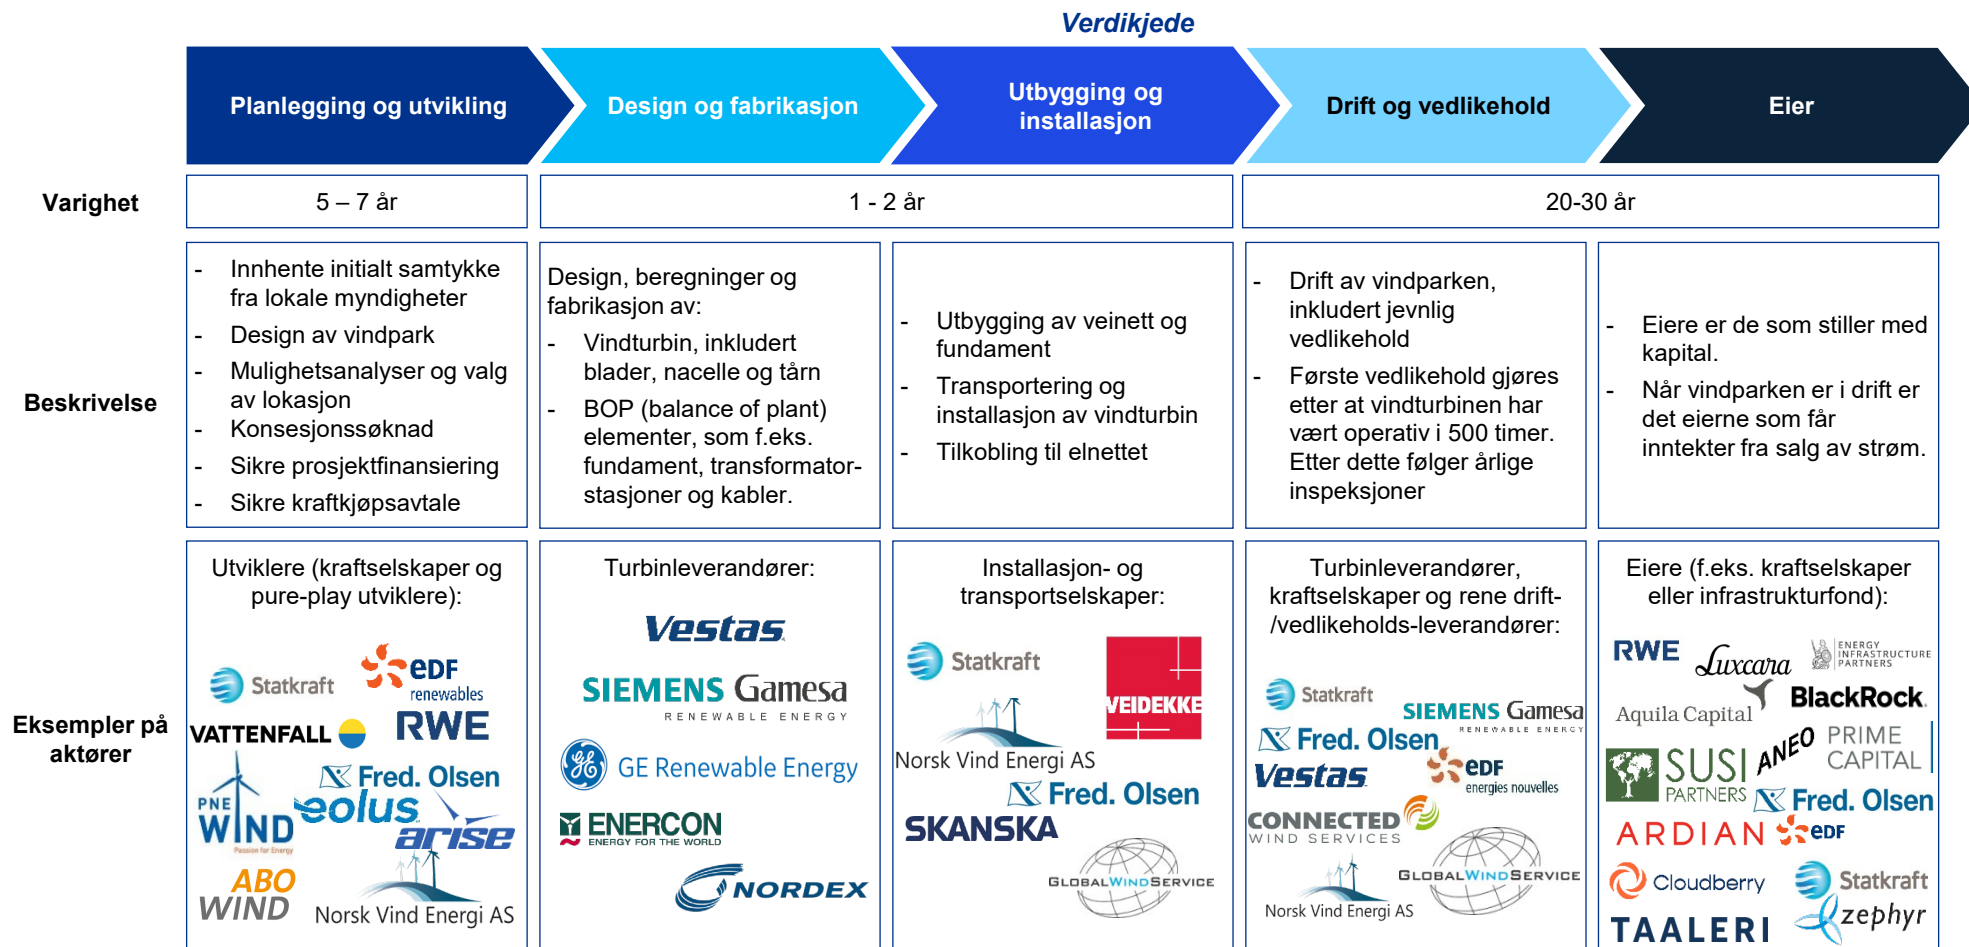 Verdikjede
Planlegging og utvikling
Design og fabrikasjon
Utbygging og
installasjon
Drift og vedlikehold
Eier
Varighet
5 – 7 år
1 - 2 år
20-30 år
Beskrivelse
- Innhente initialt samtykke
fra lokale myndigheter
- Design av vindpark
- Mulighetsanalyser og valg
av lokasjon
- Konsesjonssøknad
- Sikre prosjektfinansiering
- Sikre kraftkjøpsavtale
Design, beregninger og
fabrikasjon av:
- Vindturbin, inkludert
blader, nacelle og tårn
- BOP (balance of plant)
elementer, som f.eks.
fundament, transformator-
stasjoner og kabler.
- Utbygging av veinett og
fundament
- Transportering og
installasjon av vindturbin
- Tilkobling til elnettet
- Drift av vindparken,
inkludert jevnlig
vedlikehold
- Første vedlikehold gjøres
etter at vindturbinen har
vært operativ i 500 timer.
Etter dette følger årlige
inspeksjoner
- Eiere er de som stiller med
kapital.
- Når vindparken er i drift er
det eierne som får
inntekter fra salg av strøm.
Eksempler på
aktører
Utviklere (kraftselskaper og
pure-play utviklere):
Statkraft
eDF
renewables
VATTENFALL
RWE
PNE
WIND
Passion for Energy
Fred. Olsen
eolus
arise
ABO
WIND
Norsk Vind Energi AS
Turbinleverandører:
Vestas
SIEMENS Gamesa
RENEWABLE ENERGY
GE Renewable Energy
ENERCON
ENERGY FOR THE WORLD
NORDEX
Installasjon- og
transportselskaper:
Statkraft
VEIDEKKE
Norsk Vind Energi AS
Fred. Olsen
SKANSKA
GLOBALWINDSERVICE
Turbinleverandører,
kraftselskaper og rene drift-
/vedlikeholds-leverandører:
Statkraft
SIEMENS Gamesa
RENEWABLE ENERGY
Fred. Olsen
Vestas
eDF
energies nouvelles
CONNECTED
WIND SERVICES
GLOBALWINDSERVICE
Norsk Vind Energi AS
Eiere (f.eks. kraftselskaper
eller infrastrukturfond):
RWE
Luxcara
ENERGY
INFRASTRUCTURE
PARTNERS
Aquila Capital
BlackRock
SUSI
PARTNERS
ANEO
PRIME
CAPITAL
Fred. Olsen
ARDIAN
eDF
Cloudberry
Statkraft
TAALERI
zephyr